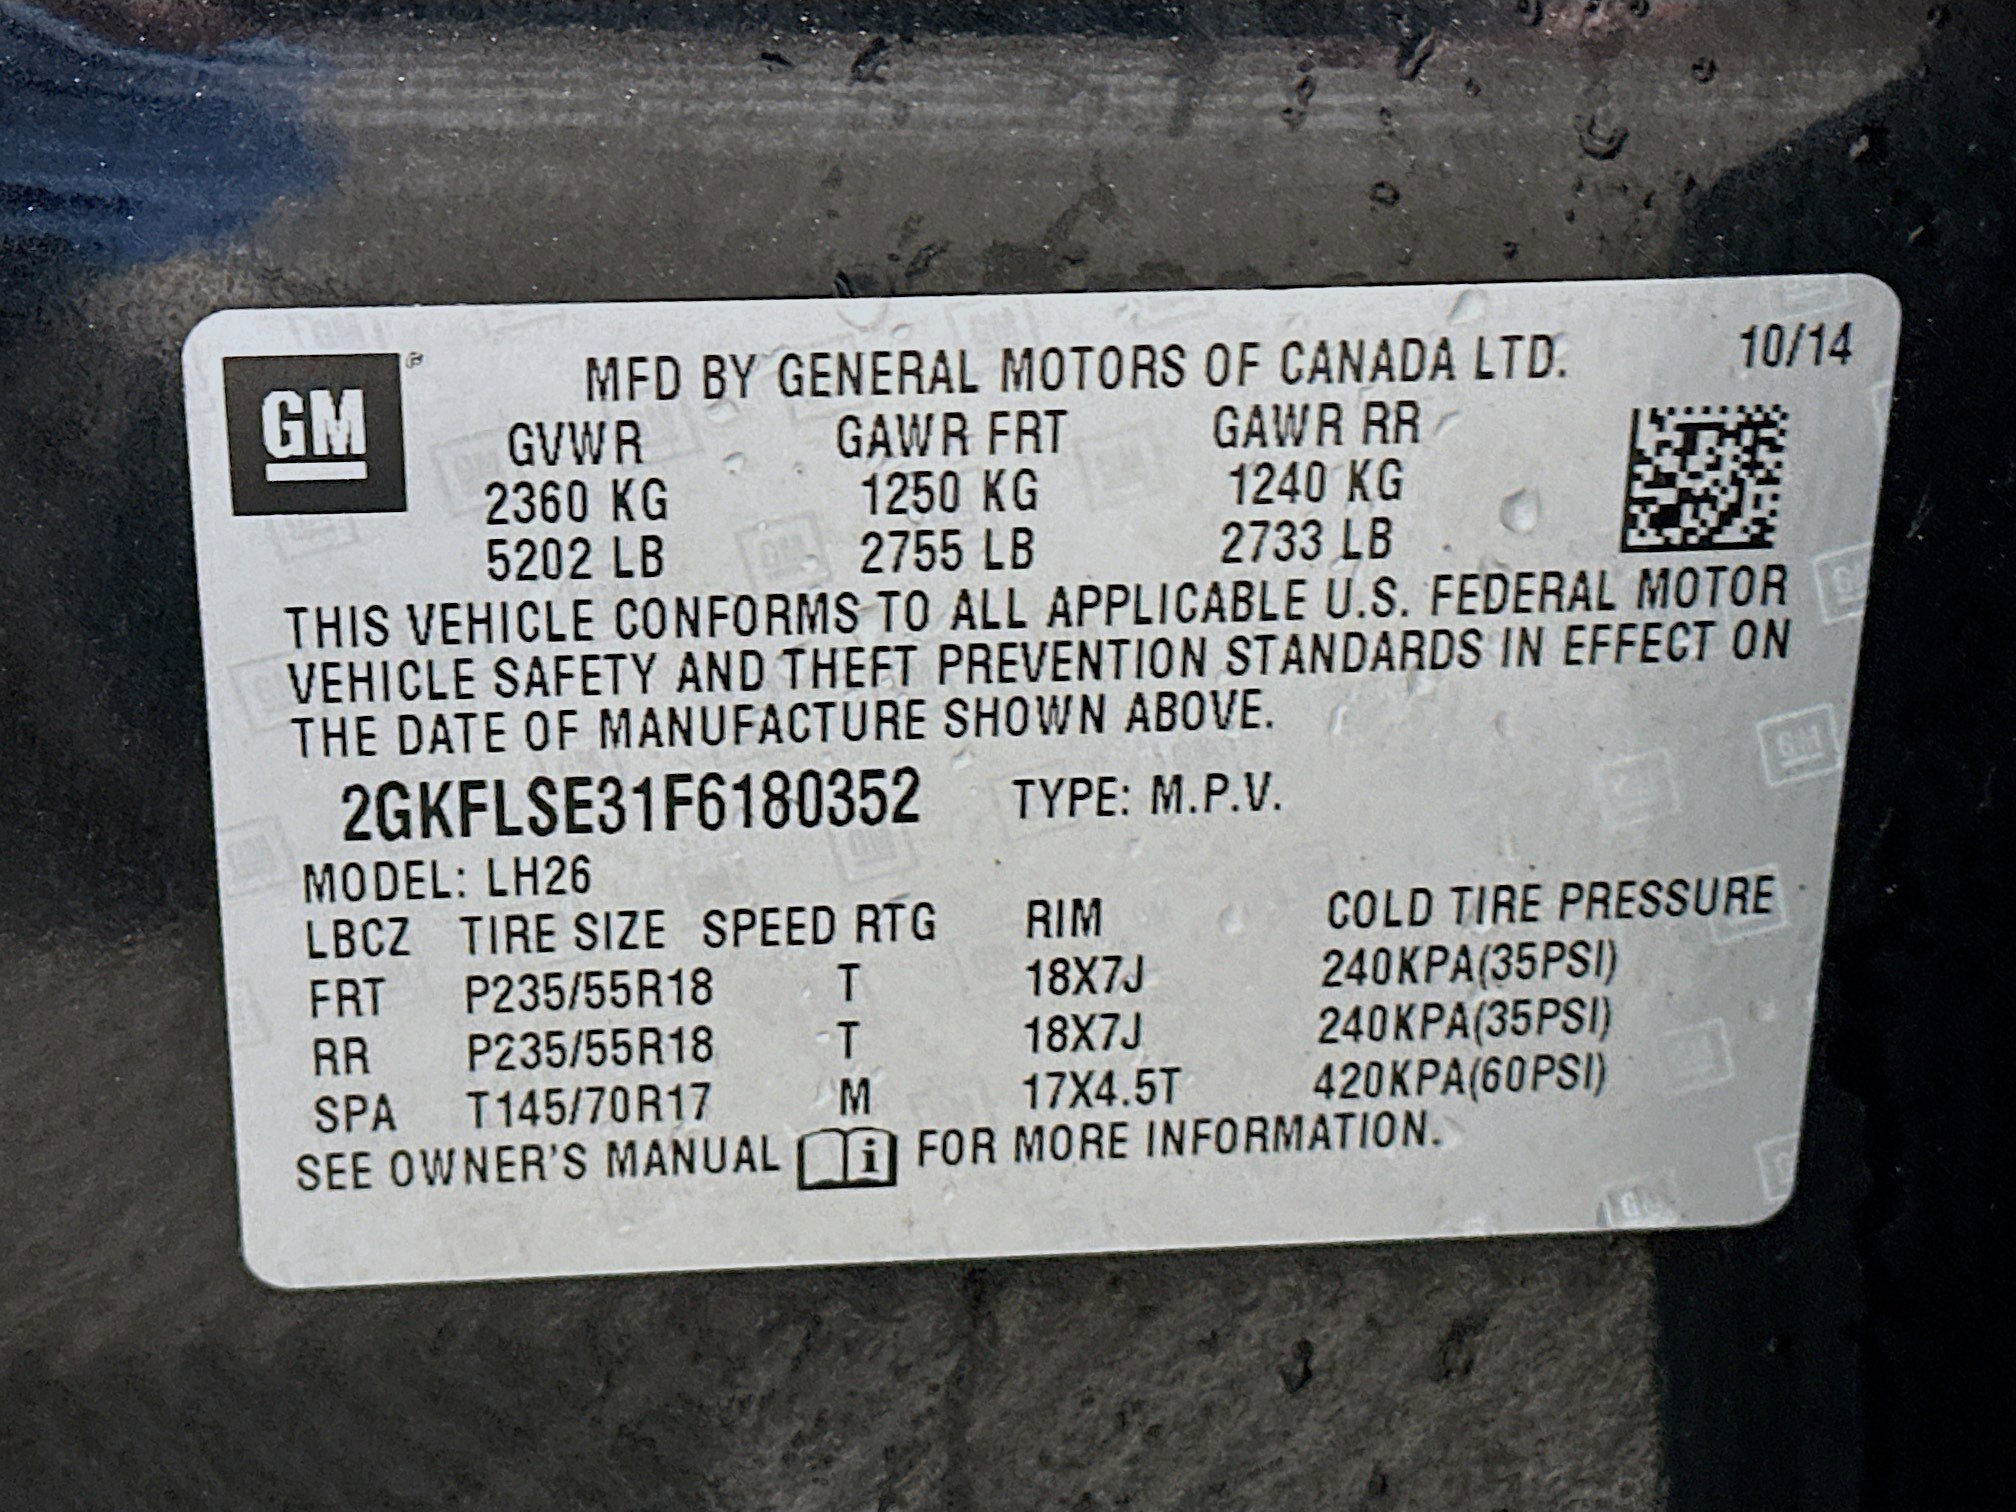 GM
MFD BY GENERAL MOTORS OF CANADA LTD. 10/14
GVWR GAWR FRT GAWR RR
2360 KG 1250 KG 1240 KG
5202 LB 2755 LB 2733 LB
THIS VEHICLE CONFORMS TO ALL APPLICABLE U.S. FEDERAL MOTOR
VEHICLE SAFETY AND THEFT PREVENTION STANDARDS IN EFFECT ON
THE DATE OF MANUFACTURE SHOWN ABOVE.
2GKFLSE31F6180352 TYPE: M.P.V.
MODEL: LH26
LBCZ TIRE SIZE SPEED RTG RIM COLD TIRE PRESSURE
FRT P235/55R18 T 18X7J 240KPA(35PSI)
RR P235/55R18 T 18X7J 240KPA(35PSI)
SPA T145/70R17 M 17X4.5T 420KPA(60PSI)
SEE OWNER'S MANUAL i FOR MORE INFORMATION.